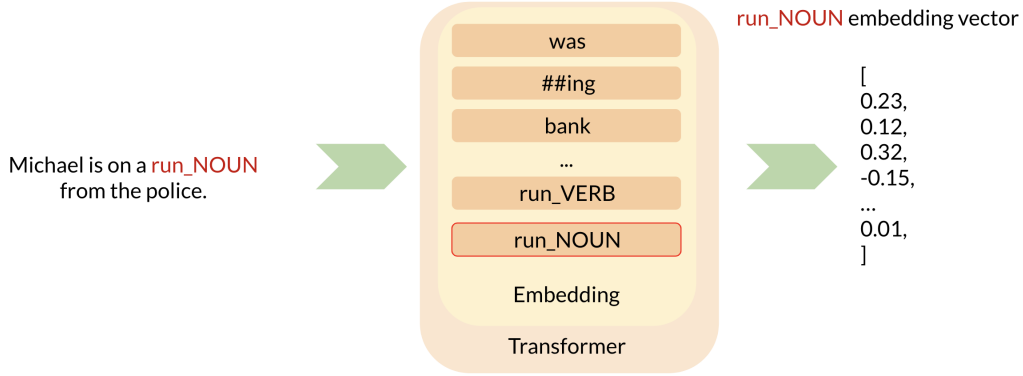 Michael is on a run_NOUN
from the police.
was
##ing
bank
...
run_VERB
run_NOUN
Embedding
Transformer
run_NOUN embedding vector
[
0.23,
0.12,
0.32,
-0.15,
...
0.01,
]